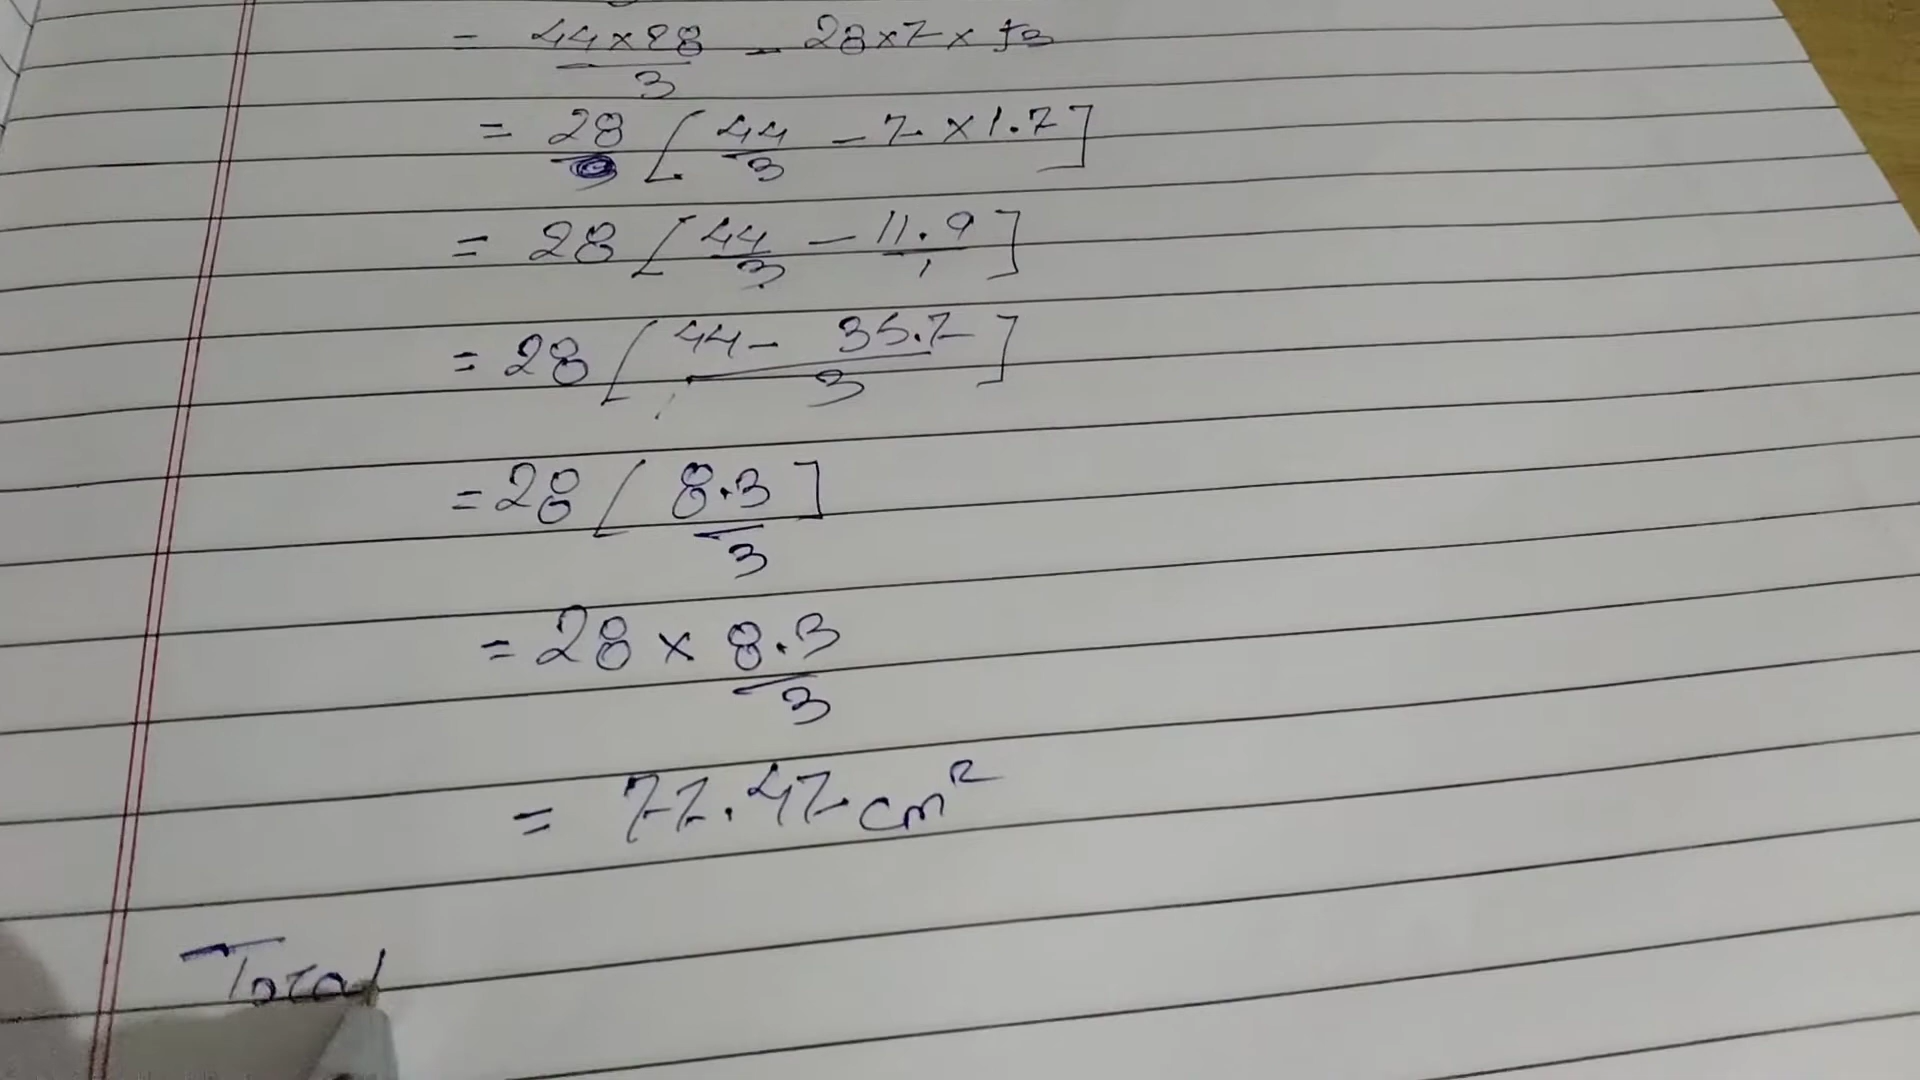 = 44×28/3 - 28×7×√3
= 28 [ 44/3 - 7×1.7 ]
= 28 [ 44/3 - 11.9/1 ]
= 28 [ 44 - 35.7/3 ]
= 28 [ 8.3/3 ]
= 28 × 8.3/3
= 77.47 cm²
Total